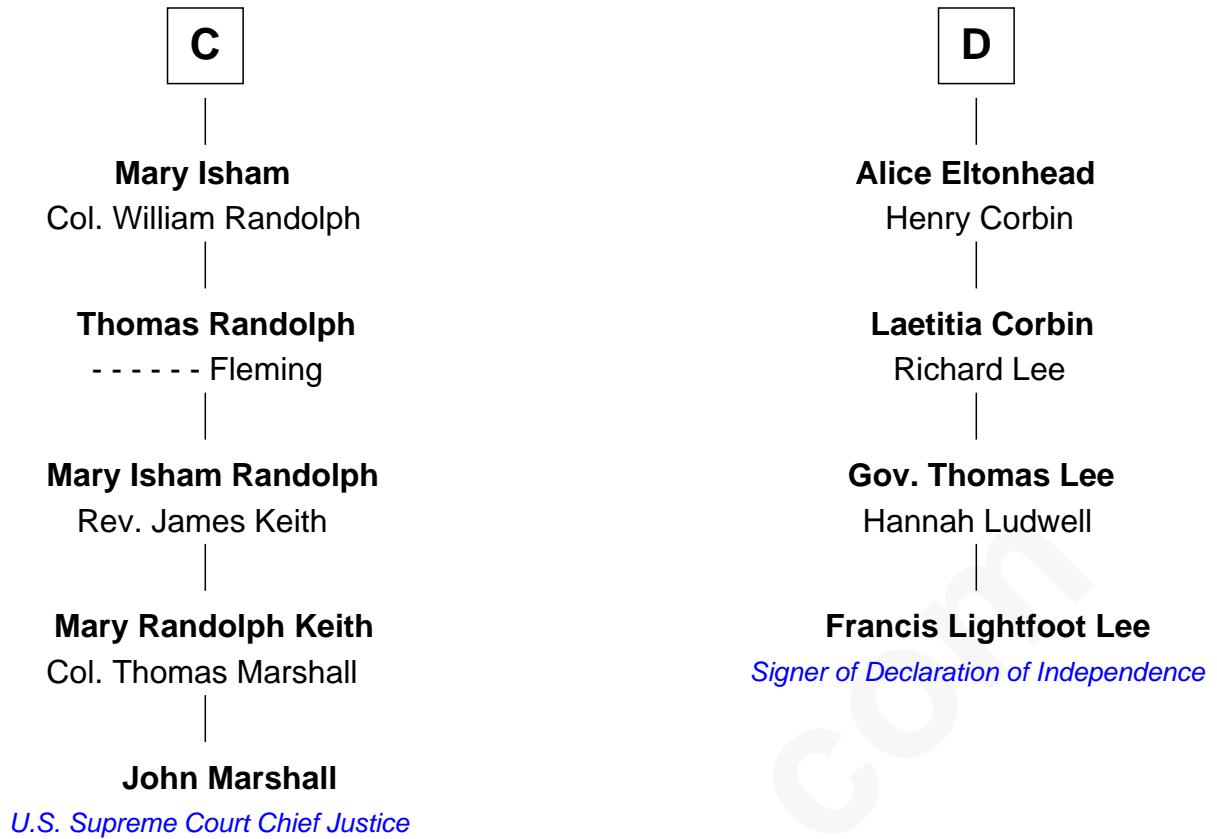 C
Mary Isham
Col. William Randolph
Thomas Randolph
- - - - - - Fleming
Mary Isham Randolph
Rev. James Keith
Mary Randolph Keith
Col. Thomas Marshall
John Marshall
U.S. Supreme Court Chief Justice
D
Alice Eltonhead
Henry Corbin
Laetitia Corbin
Richard Lee
Gov. Thomas Lee
Hannah Ludwell
Francis Lightfoot Lee
Signer of Declaration of Independence
com